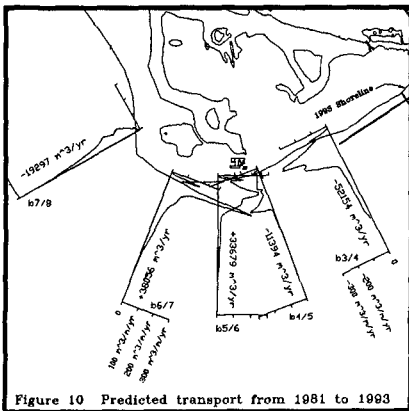 1993 Shoreline
-19297 m^3/yr
b7/8
-52154 m^3/yr
b3/4
+38056 m^3/yr
b6/7
+33679 m^3/yr
b5/6
-11394 m^3/yr
b4/5
0
100 m^3/m/yr
200 m^3/m/yr
300 m^3/m/yr
0
-200 m^3/m/yr
-300 m^3/m/yr
Figure 10 Predicted transport from 1981 to 1993